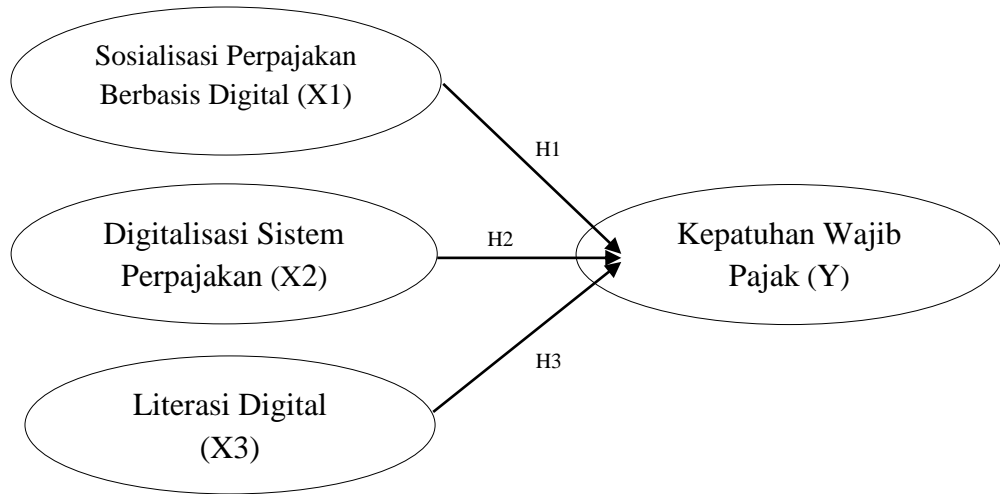 Sosialisasi Perpajakan
Berbasis Digital (X1)
H1
Digitalisasi Sistem
Perpajakan (X2)
H2
Kepatuhan Wajib
Pajak (Y)
H3
Literasi Digital
(X3)